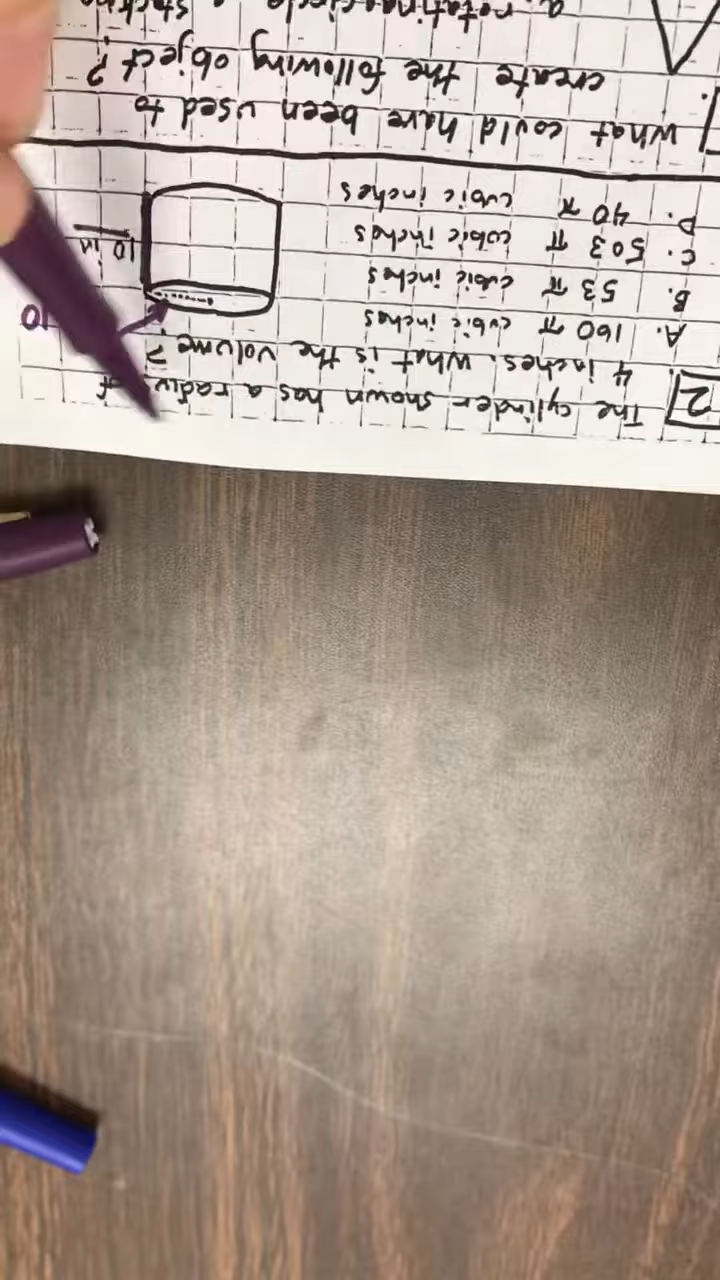 2 The cylinder shown has a radius of
4 inches. What is the volume?
A. 160 π cubic inches
B. 53 π cubic inches
C. 503 π cubic inches
D. 40 π cubic inches
10
10 in
What could have been used to
create the following object?
a. rotating circle